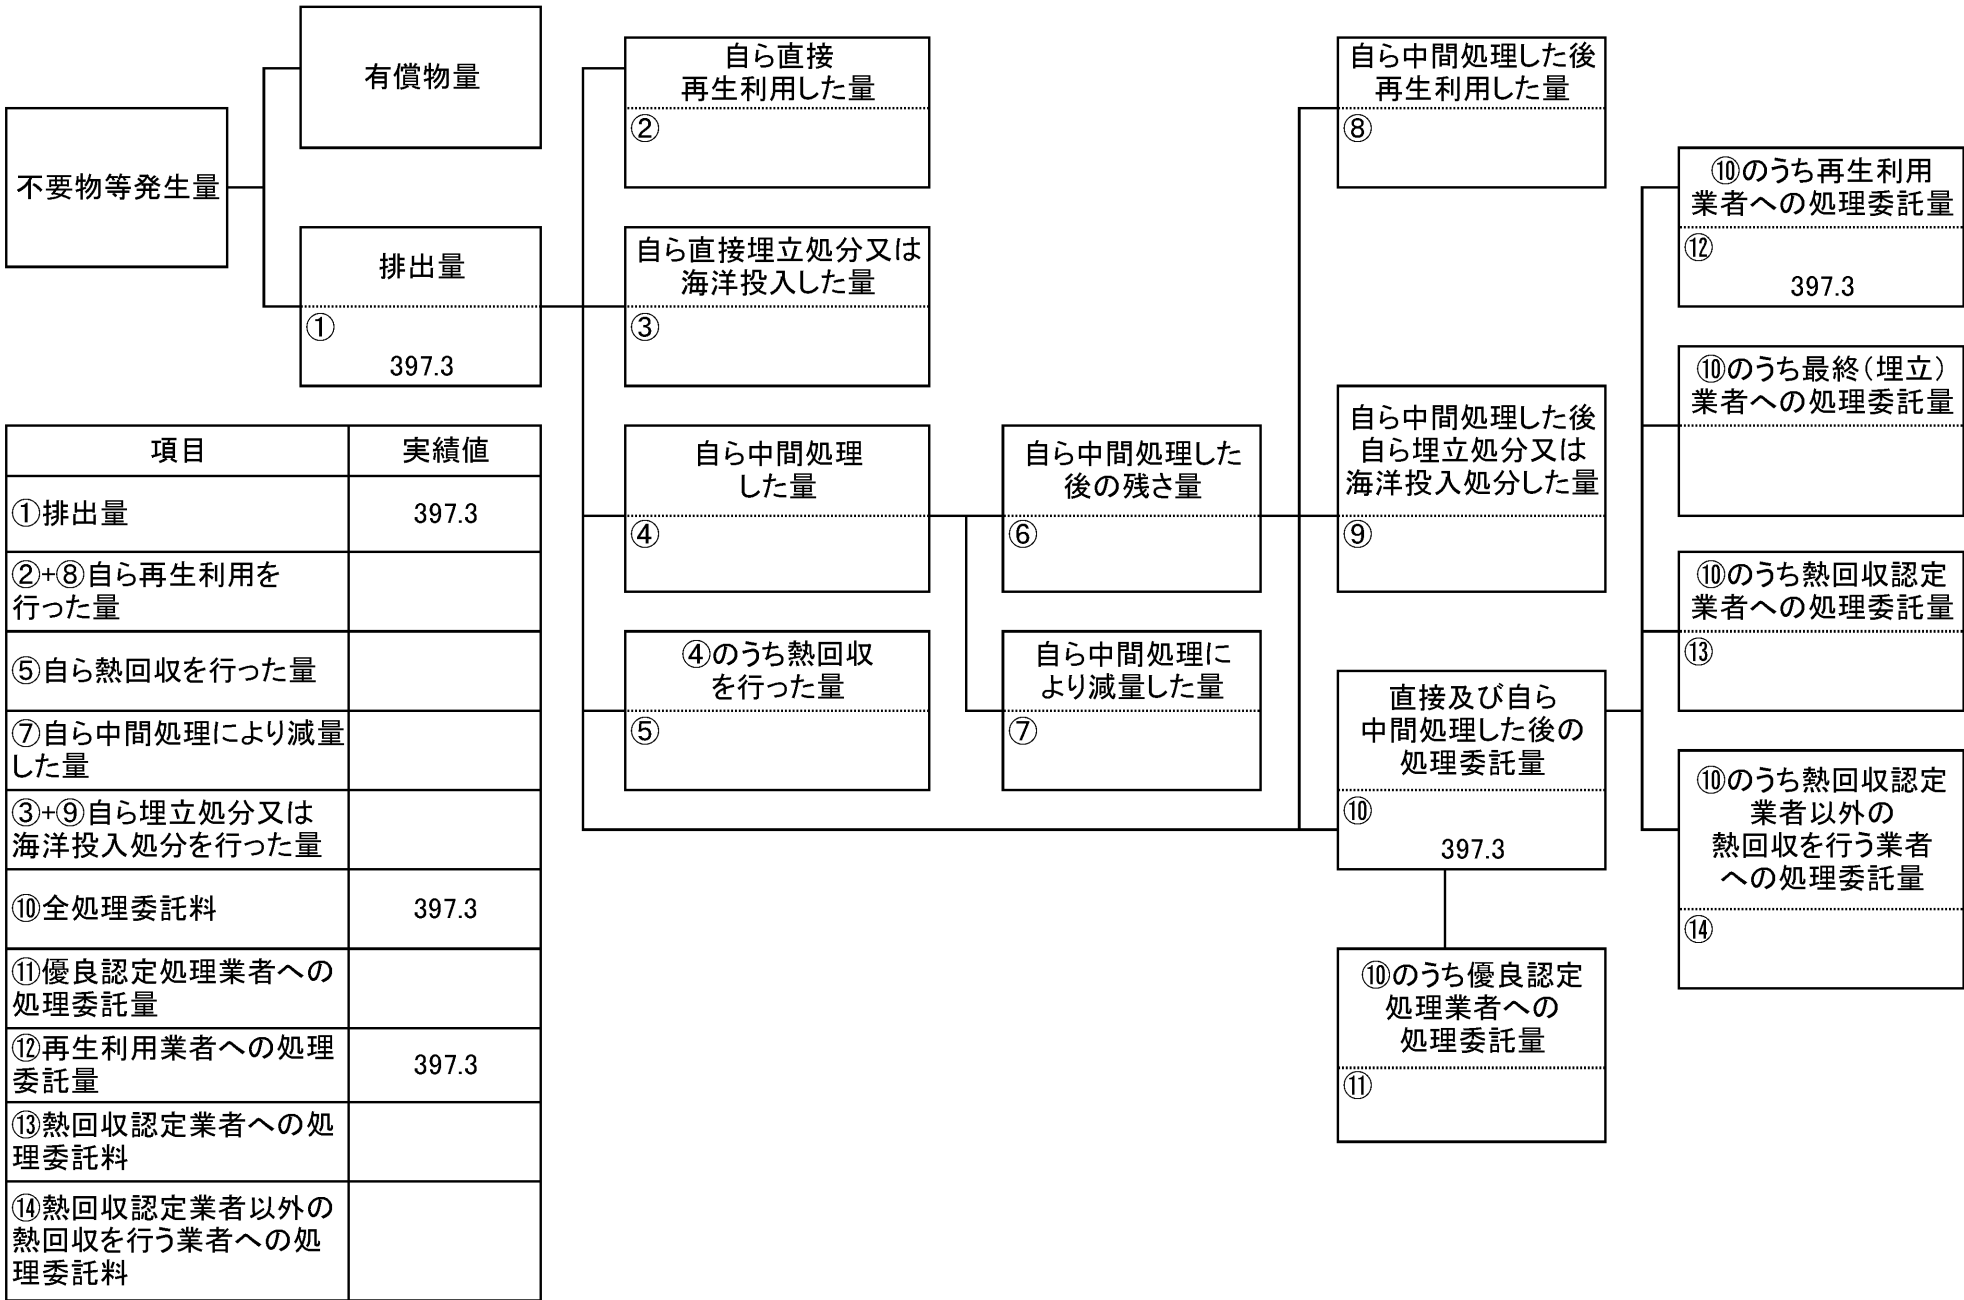 不要物等発生量
有償物量
排出量
①
397.3
自ら直接
再生利用した量
②
自ら直接埋立処分又は
海洋投入した量
③
自ら中間処理
した量
④
④のうち熱回収
を行った量
⑤
自ら中間処理した
後の残さ量
⑥
自ら中間処理に
より減量した量
⑦
自ら中間処理した後
再生利用した量
⑧
自ら中間処理した後
自ら埋立処分又は
海洋投入処分した量
⑨
直接及び自ら
中間処理した後の
処理委託量
⑩
397.3
⑩のうち優良認定
処理業者への
処理委託量
⑪
⑩のうち再生利用
業者への処理委託量
⑫
397.3
⑩のうち最終(埋立)
業者への処理委託量
⑩のうち熱回収認定
業者への処理委託量
⑬
⑩のうち熱回収認定
業者以外の
熱回収を行う業者
への処理委託量
⑭
項目 実績値
①排出量 397.3
②+⑧自ら再生利用を
行った量
⑤自ら熱回収を行った量
⑦自ら中間処理により減量
した量
③+⑨自ら埋立処分又は
海洋投入処分を行った量
⑩全処理委託料 397.3
⑪優良認定処理業者への
処理委託量
⑫再生利用業者への処理
委託量 397.3
⑬熱回収認定業者への処
理委託料
⑭熱回収認定業者以外の
熱回収を行う業者への処
理委託料